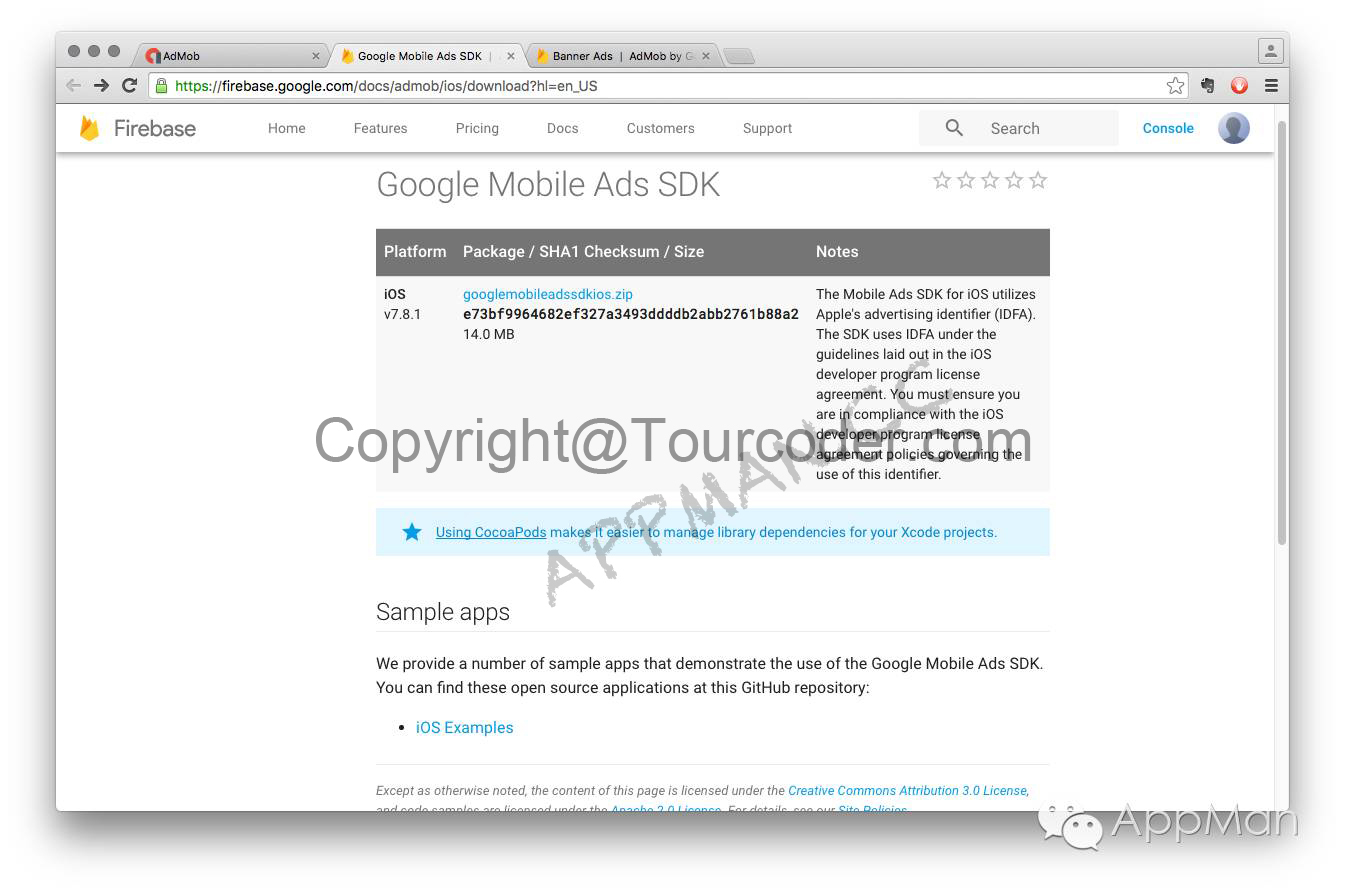 AdMob
Google Mobile Ads SDK |
Banner Ads | AdMob by G
https://firebase.google.com/docs/admob/ios/download?hl=en_US
Firebase
Home
Features
Pricing
Docs
Customers
Support
Search
Console
Google Mobile Ads SDK
Platform
Package / SHA1 Checksum / Size
Notes
iOS
v7.8.1
googlemobileadssdkios.zip
e73bf9964682ef327a3493ddddb2abb2761b88a2
14.0 MB
The Mobile Ads SDK for iOS utilizes
Apple's advertising identifier (IDFA).
The SDK uses IDFA under the
guidelines laid out in the iOS
developer program license
agreement. You must ensure you
are in compliance with the iOS
developer program license
agreement policies governing the
use of this identifier.
Copyright@Tourcoder.com
APPMAN.CC
Using CocoaPods makes it easier to manage library dependencies for your Xcode projects.
Sample apps
We provide a number of sample apps that demonstrate the use of the Google Mobile Ads SDK.
You can find these open source applications at this GitHub repository:
• iOS Examples
Except as otherwise noted, the content of this page is licensed under the Creative Commons Attribution 3.0 License,
and code samples are licensed under the Apache 2.0 License. For details, see our Site Policies.
AppMan